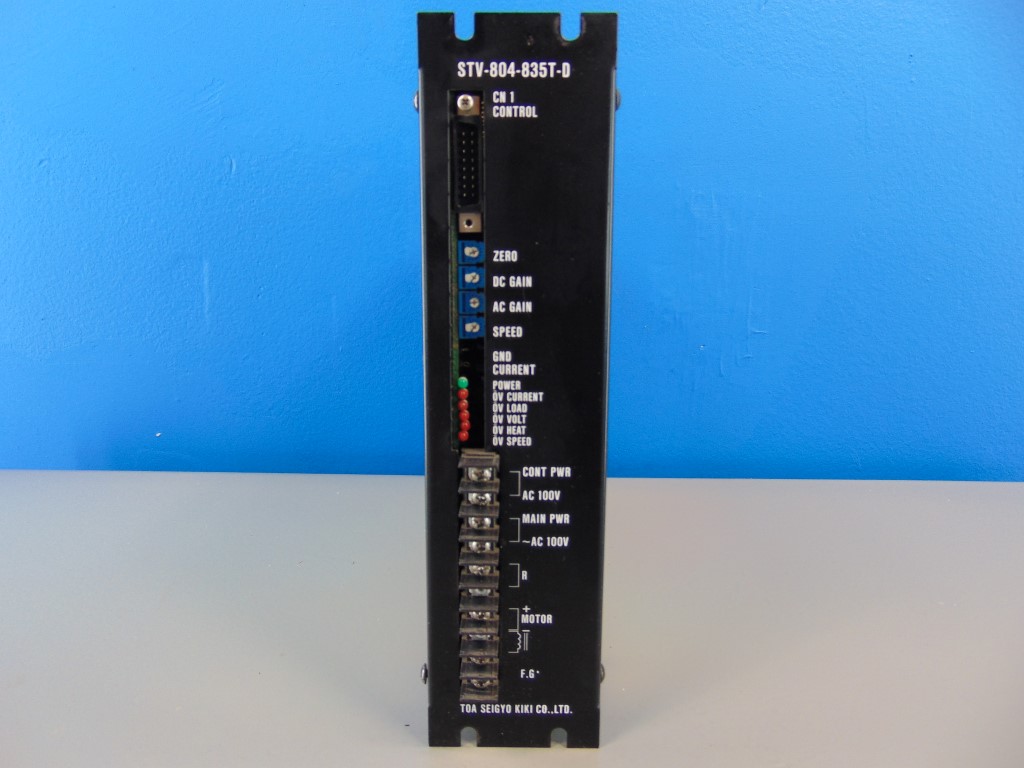 STV-804-835T-D
CN 1
CONTROL
ZERO
DC GAIN
AC GAIN
SPEED
GND
CURRENT
POWER
OV CURRENT
OV LOAD
OV VOLT
OV HEAT
OV SPEED
CONT PWR
AC 100V
MAIN PWR
~AC 100V
R
+
MOTOR
−
F.G
TOA SEIGYO KIKI CO.,LTD.